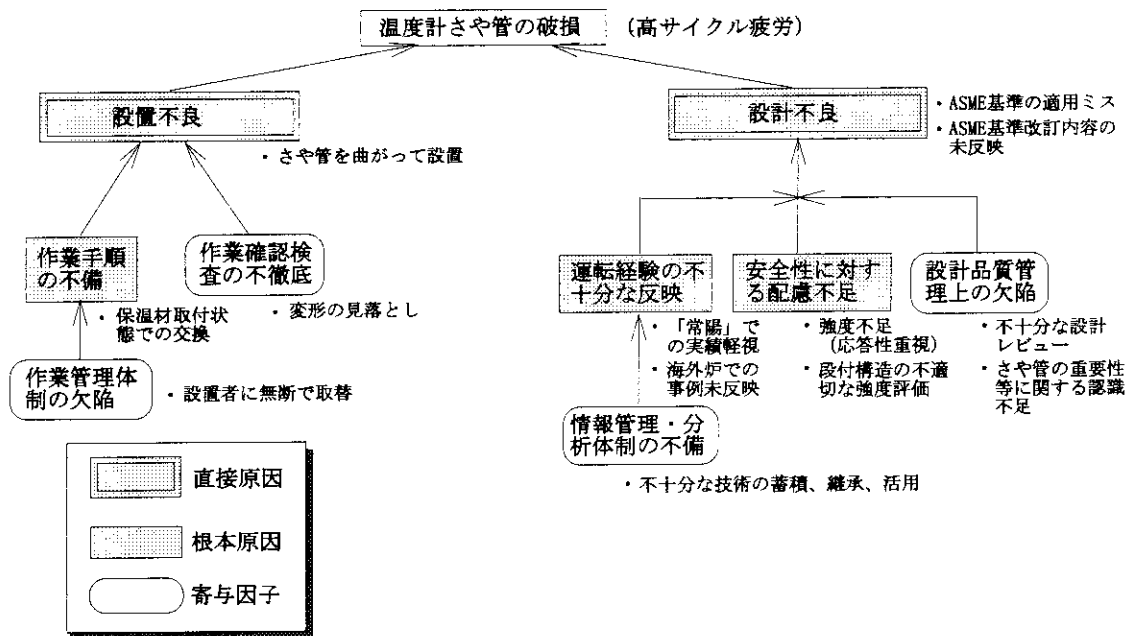 温度計さや管の破損 (高サイクル疲労)
設置不良
・さや管を曲がって設置
設計不良
・ASME基準の適用ミス
・ASME基準改訂内容の
未反映
作業手順
の不備
・保温材取付状
態での交換
作業確認検
査の不徹底
・変形の見落とし
作業管理体
制の欠陥
・設置者に無断で取替
運転経験の不
十分な反映
・「常陽」で
の実績軽視
・海外炉での
事例未反映
安全性に対す
る配慮不足
・強度不足
(応答性重視)
・段付構造の不適
切な強度評価
設計品質管
理上の欠陥
・不十分な設計
レビュー
・さや管の重要性
等に関する認識
不足
情報管理・分
析体制の不備
・不十分な技術の蓄積、継承、活用
直接原因
根本原因
寄与因子